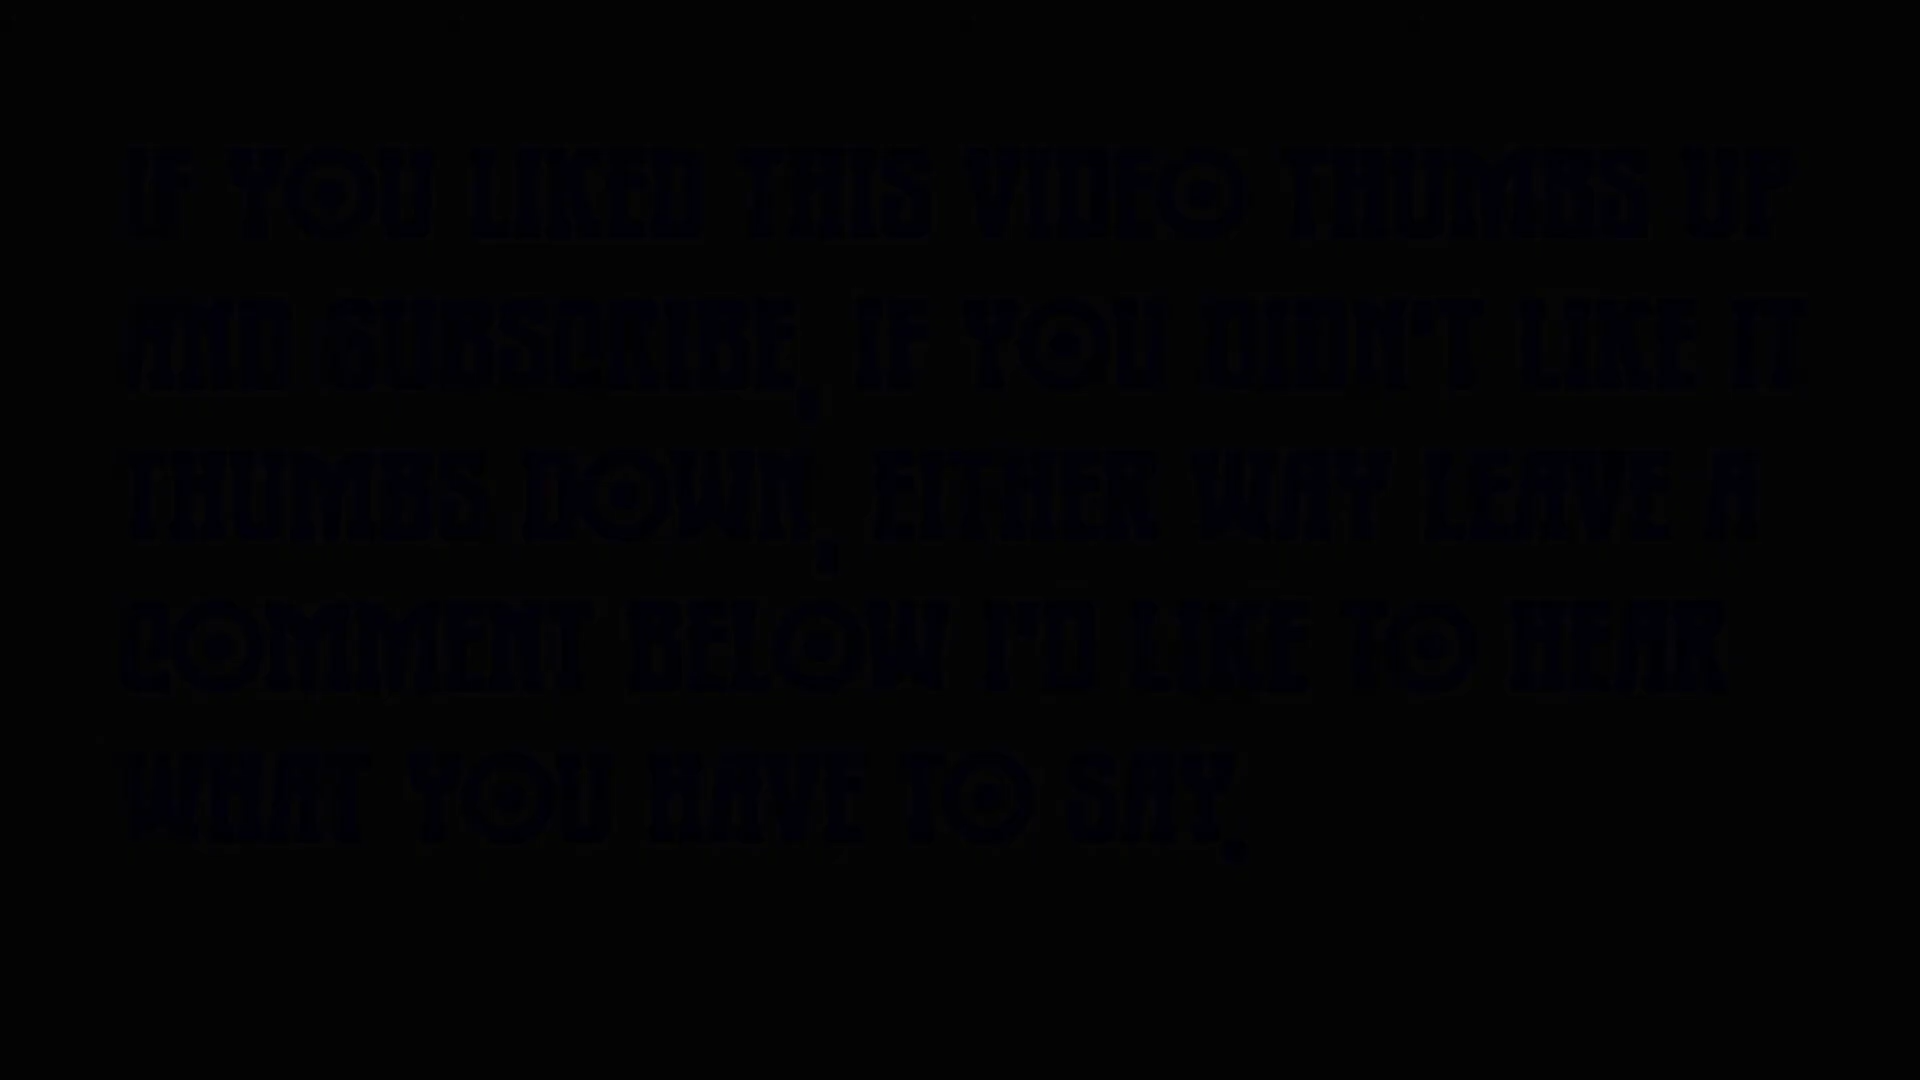 IF YOU LIKED THIS VIDEO THUMBS UP
AND SUBSCRIBE, IF YOU DIDN'T LIKE IT
THUMBS DOWN, EITHER WAY LEAVE A
COMMENT BELOW I'D LIKE TO HEAR
WHAT YOU HAVE TO SAY.